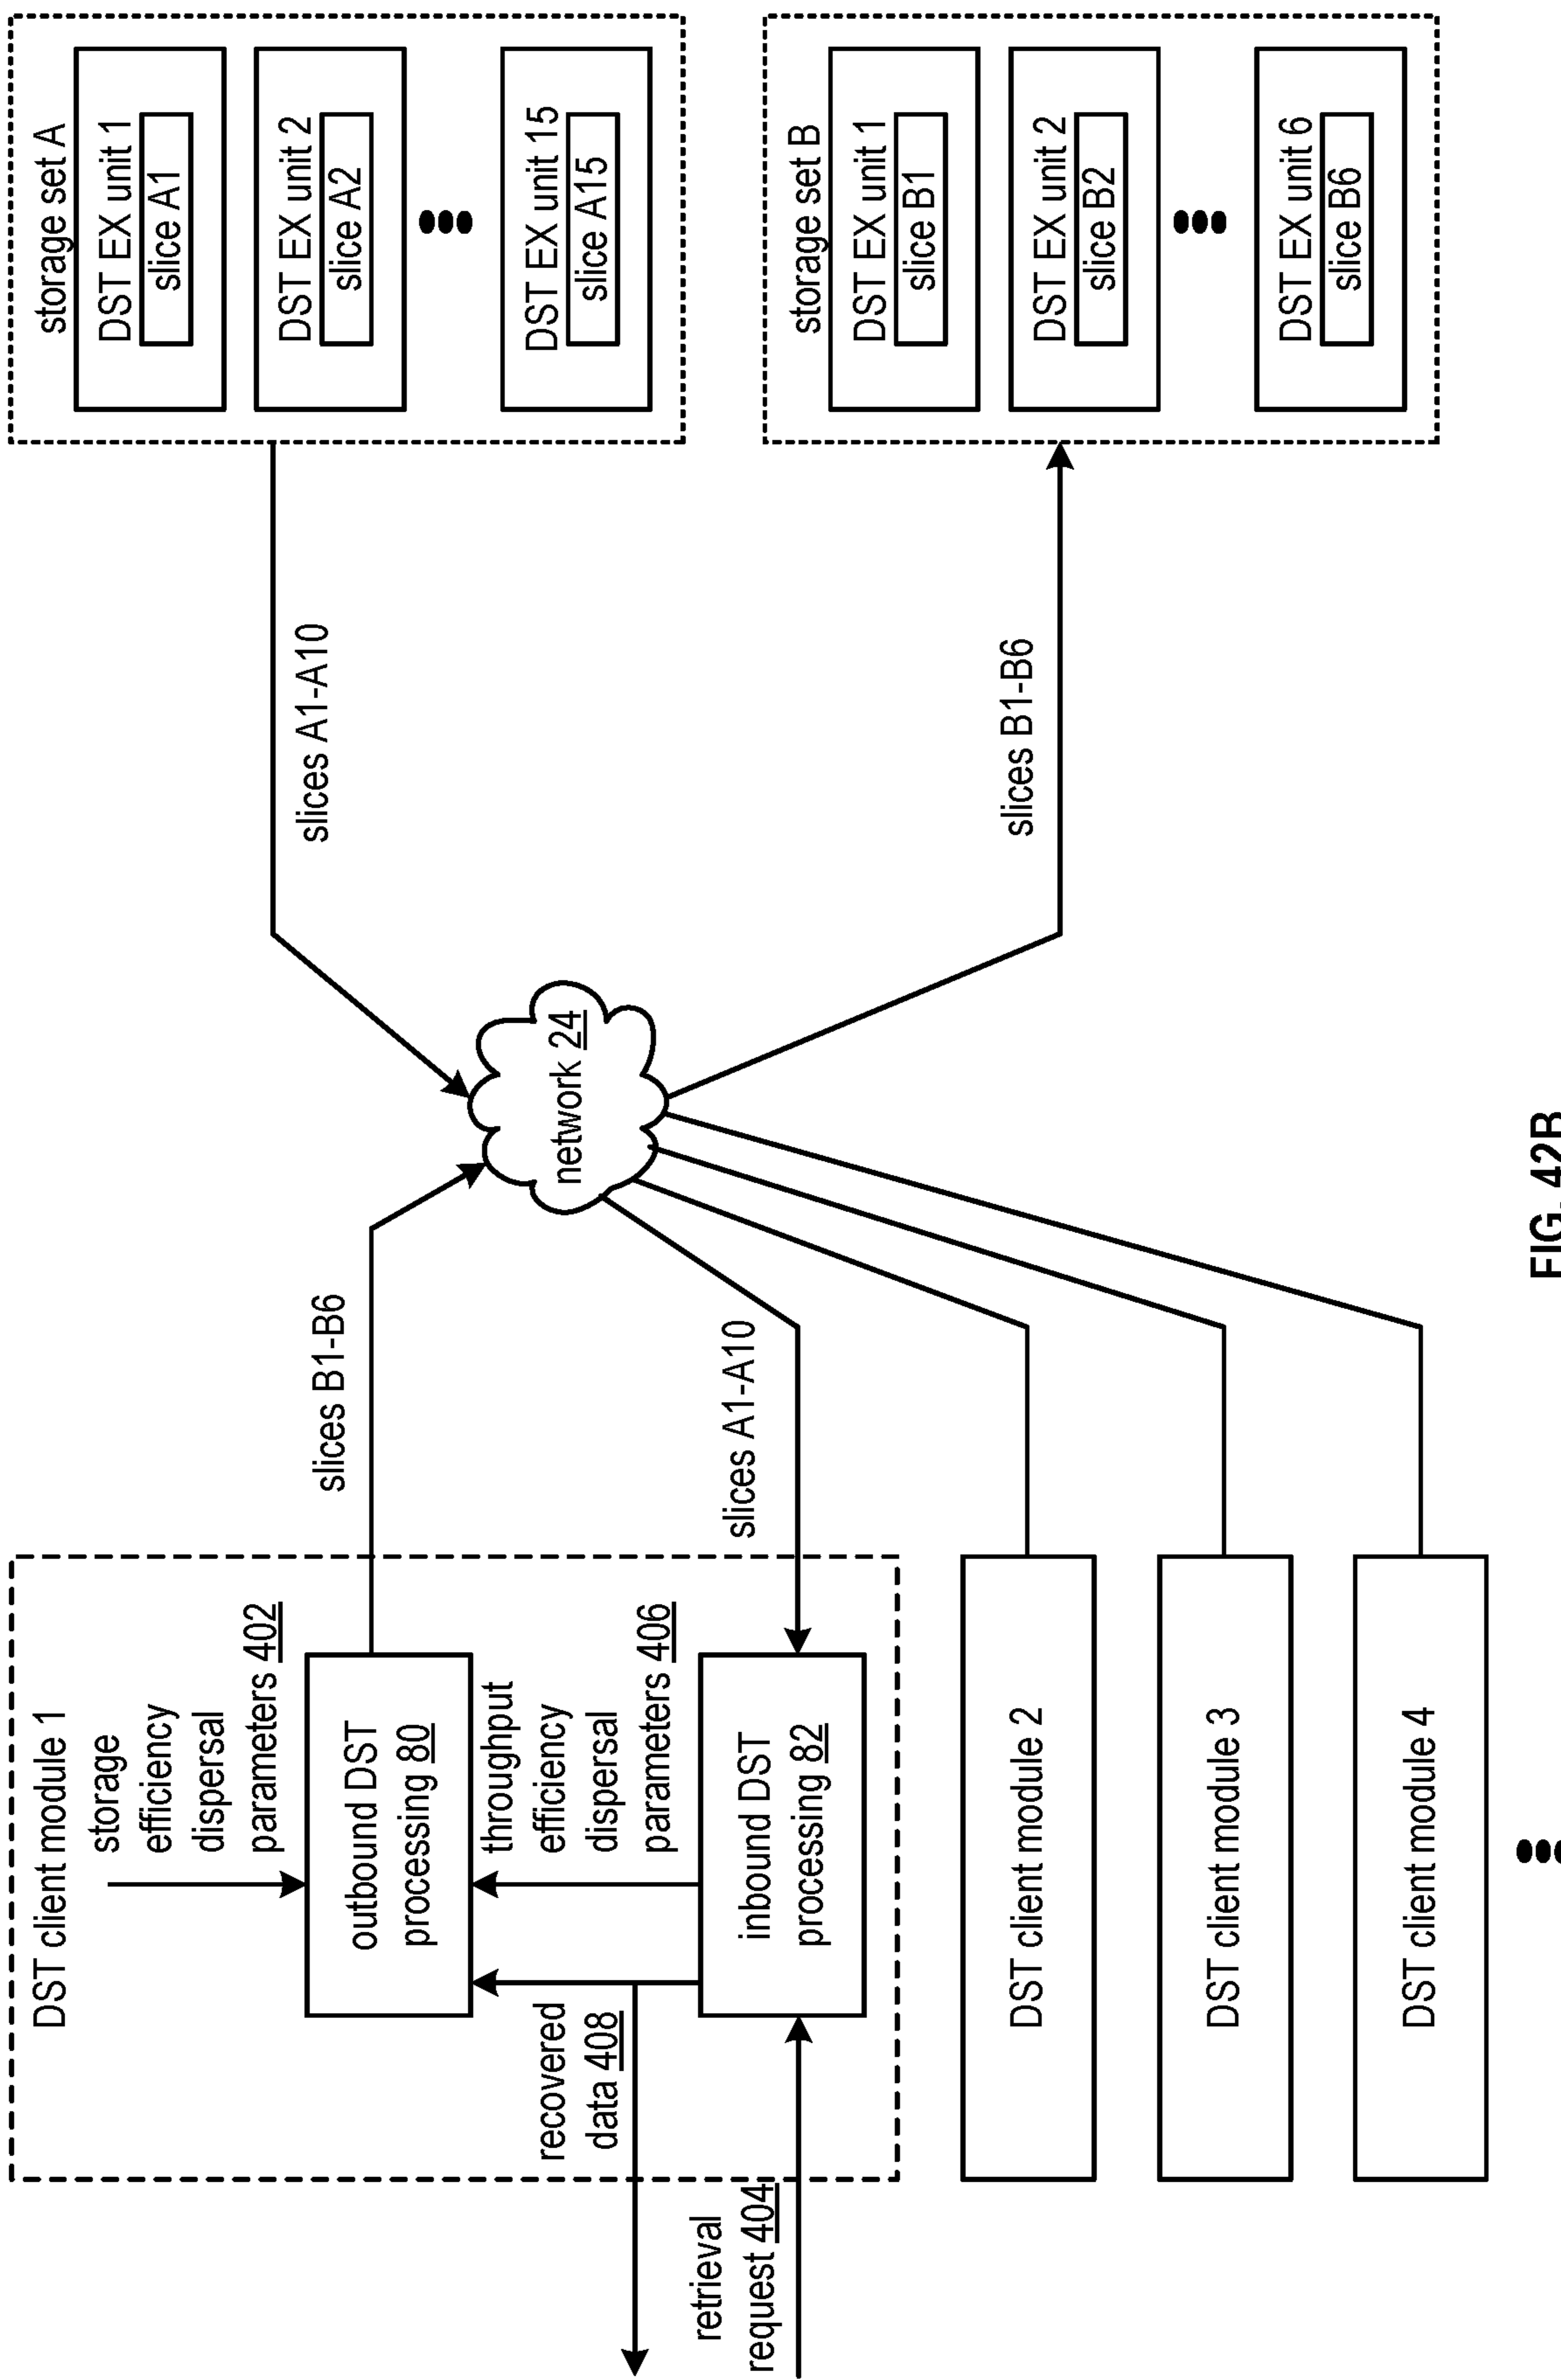 DST client module 1
storage
efficiency
dispersal
parameters 402
outbound DST
processing 80
throughput
efficiency
dispersal
parameters 406
recovered
data 408
inbound DST
processing 82
retrieval
request 404
slices B1-B6
slices A1-A10
network 24
slices A1-A10
slices B1-B6
storage set A
DST EX unit 1
slice A1
DST EX unit 2
slice A2
DST EX unit 15
slice A15
storage set B
DST EX unit 1
slice B1
DST EX unit 2
slice B2
DST EX unit 6
slice B6
DST client module 2
DST client module 3
DST client module 4
FIG. 42B